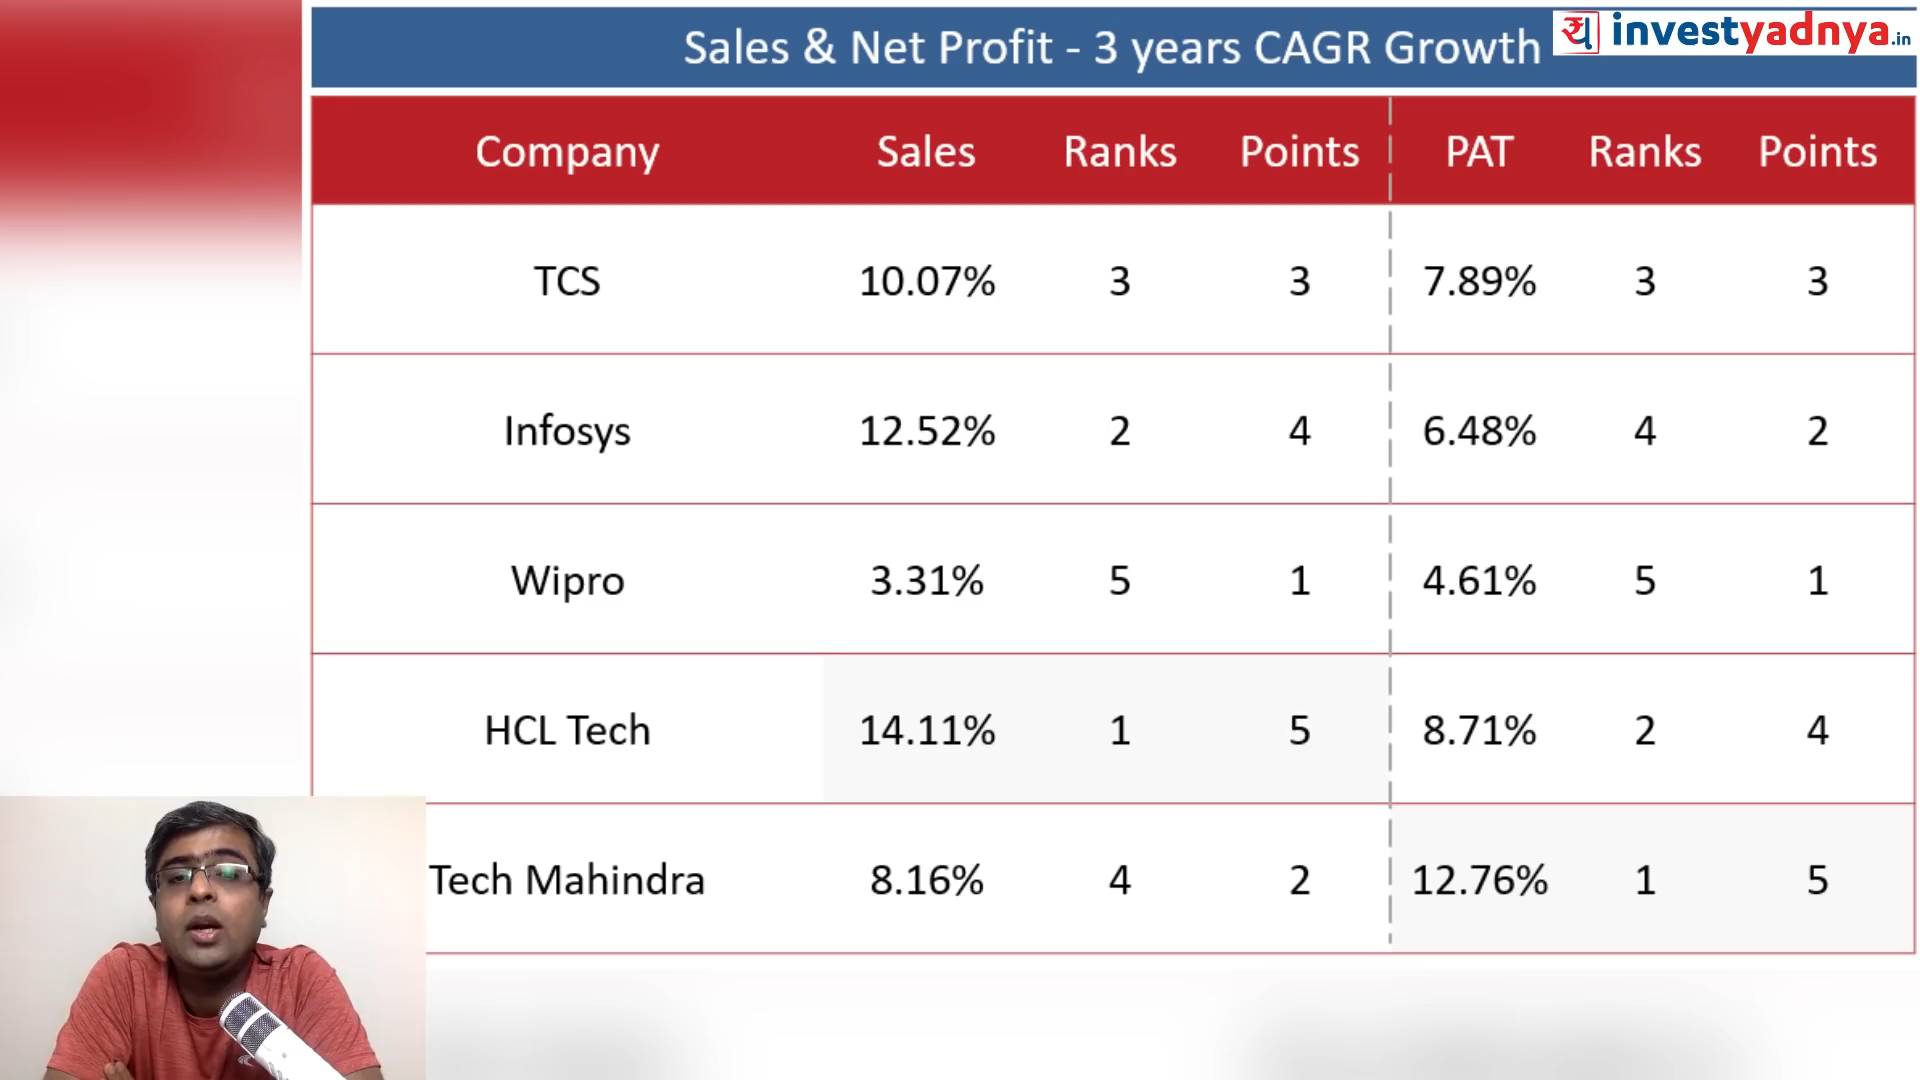 Sales & Net Profit - 3 years CAGR Growth
य investyadnya.in
Company Sales Ranks Points PAT Ranks Points
TCS 10.07% 3 3 7.89% 3 3
Infosys 12.52% 2 4 6.48% 4 2
Wipro 3.31% 5 1 4.61% 5 1
HCL Tech 14.11% 1 5 8.71% 2 4
Tech Mahindra 8.16% 4 2 12.76% 1 5